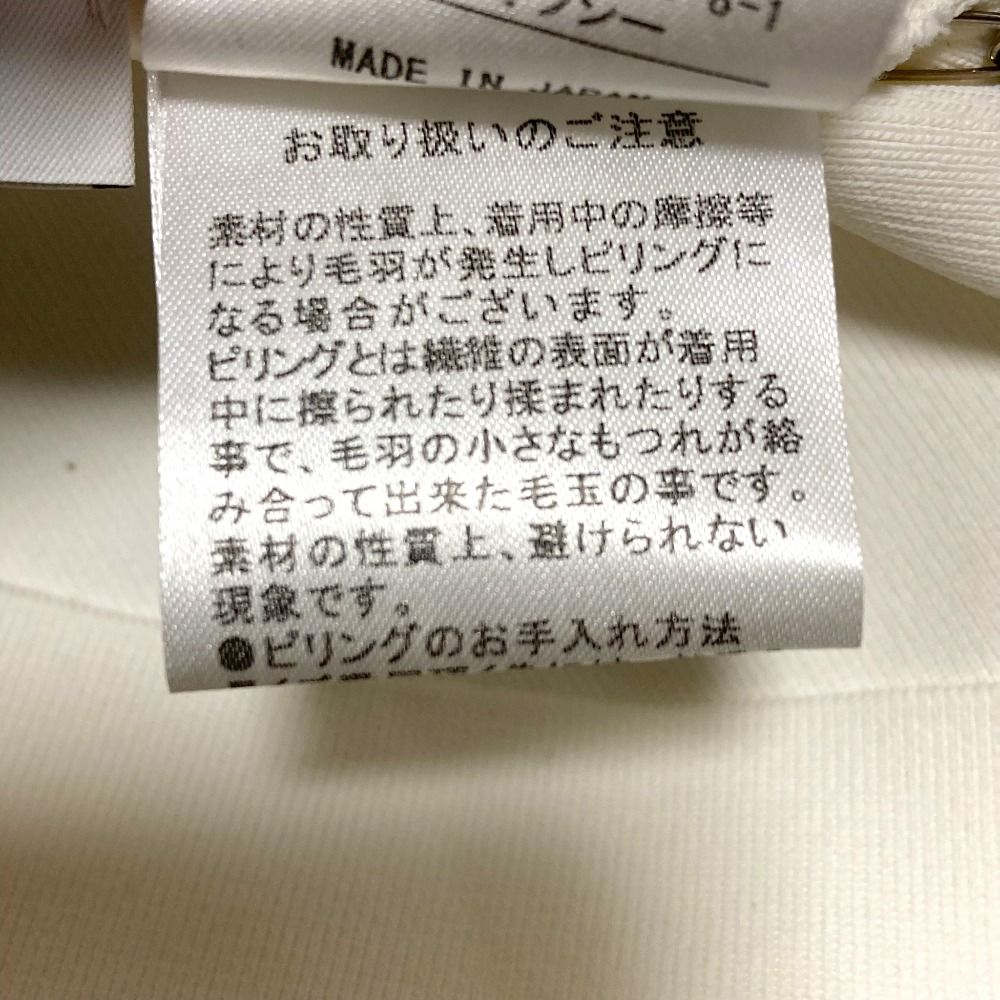 MADE IN JAPAN
お取り扱いのご注意
素材の性質上、着用中の摩擦等
により毛羽が発生しピリングに
なる場合がございます。
ピリングとは繊維の表面が着用
中に擦られたり揉まれたりする
事で、毛羽の小さなもつれが絡
み合って出来た毛玉の事です。
素材の性質上、避けられない
現象です。
●ピリングのお手入れ方法